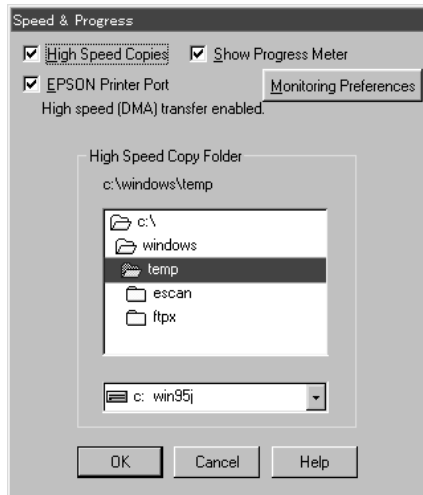 Speed & Progress
High Speed Copies Show Progress Meter
EPSON Printer Port Monitoring Preferences
High speed (DMA) transfer enabled.
High Speed Copy Folder
c:\windows\temp
c:\
windows
temp
escan
ftpx
c: win95j
OK Cancel Help